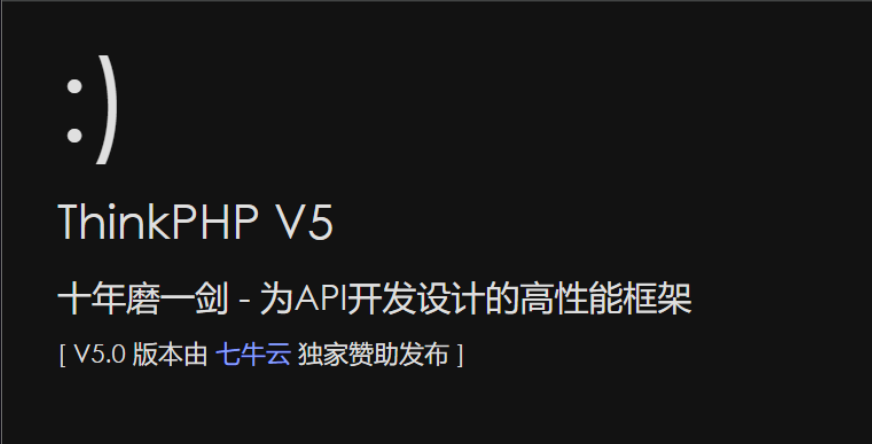 :)
ThinkPHP V5
十年磨一剑 - 为API开发设计的高性能框架
[ V5.0 版本由 七牛云 独家赞助发布 ]